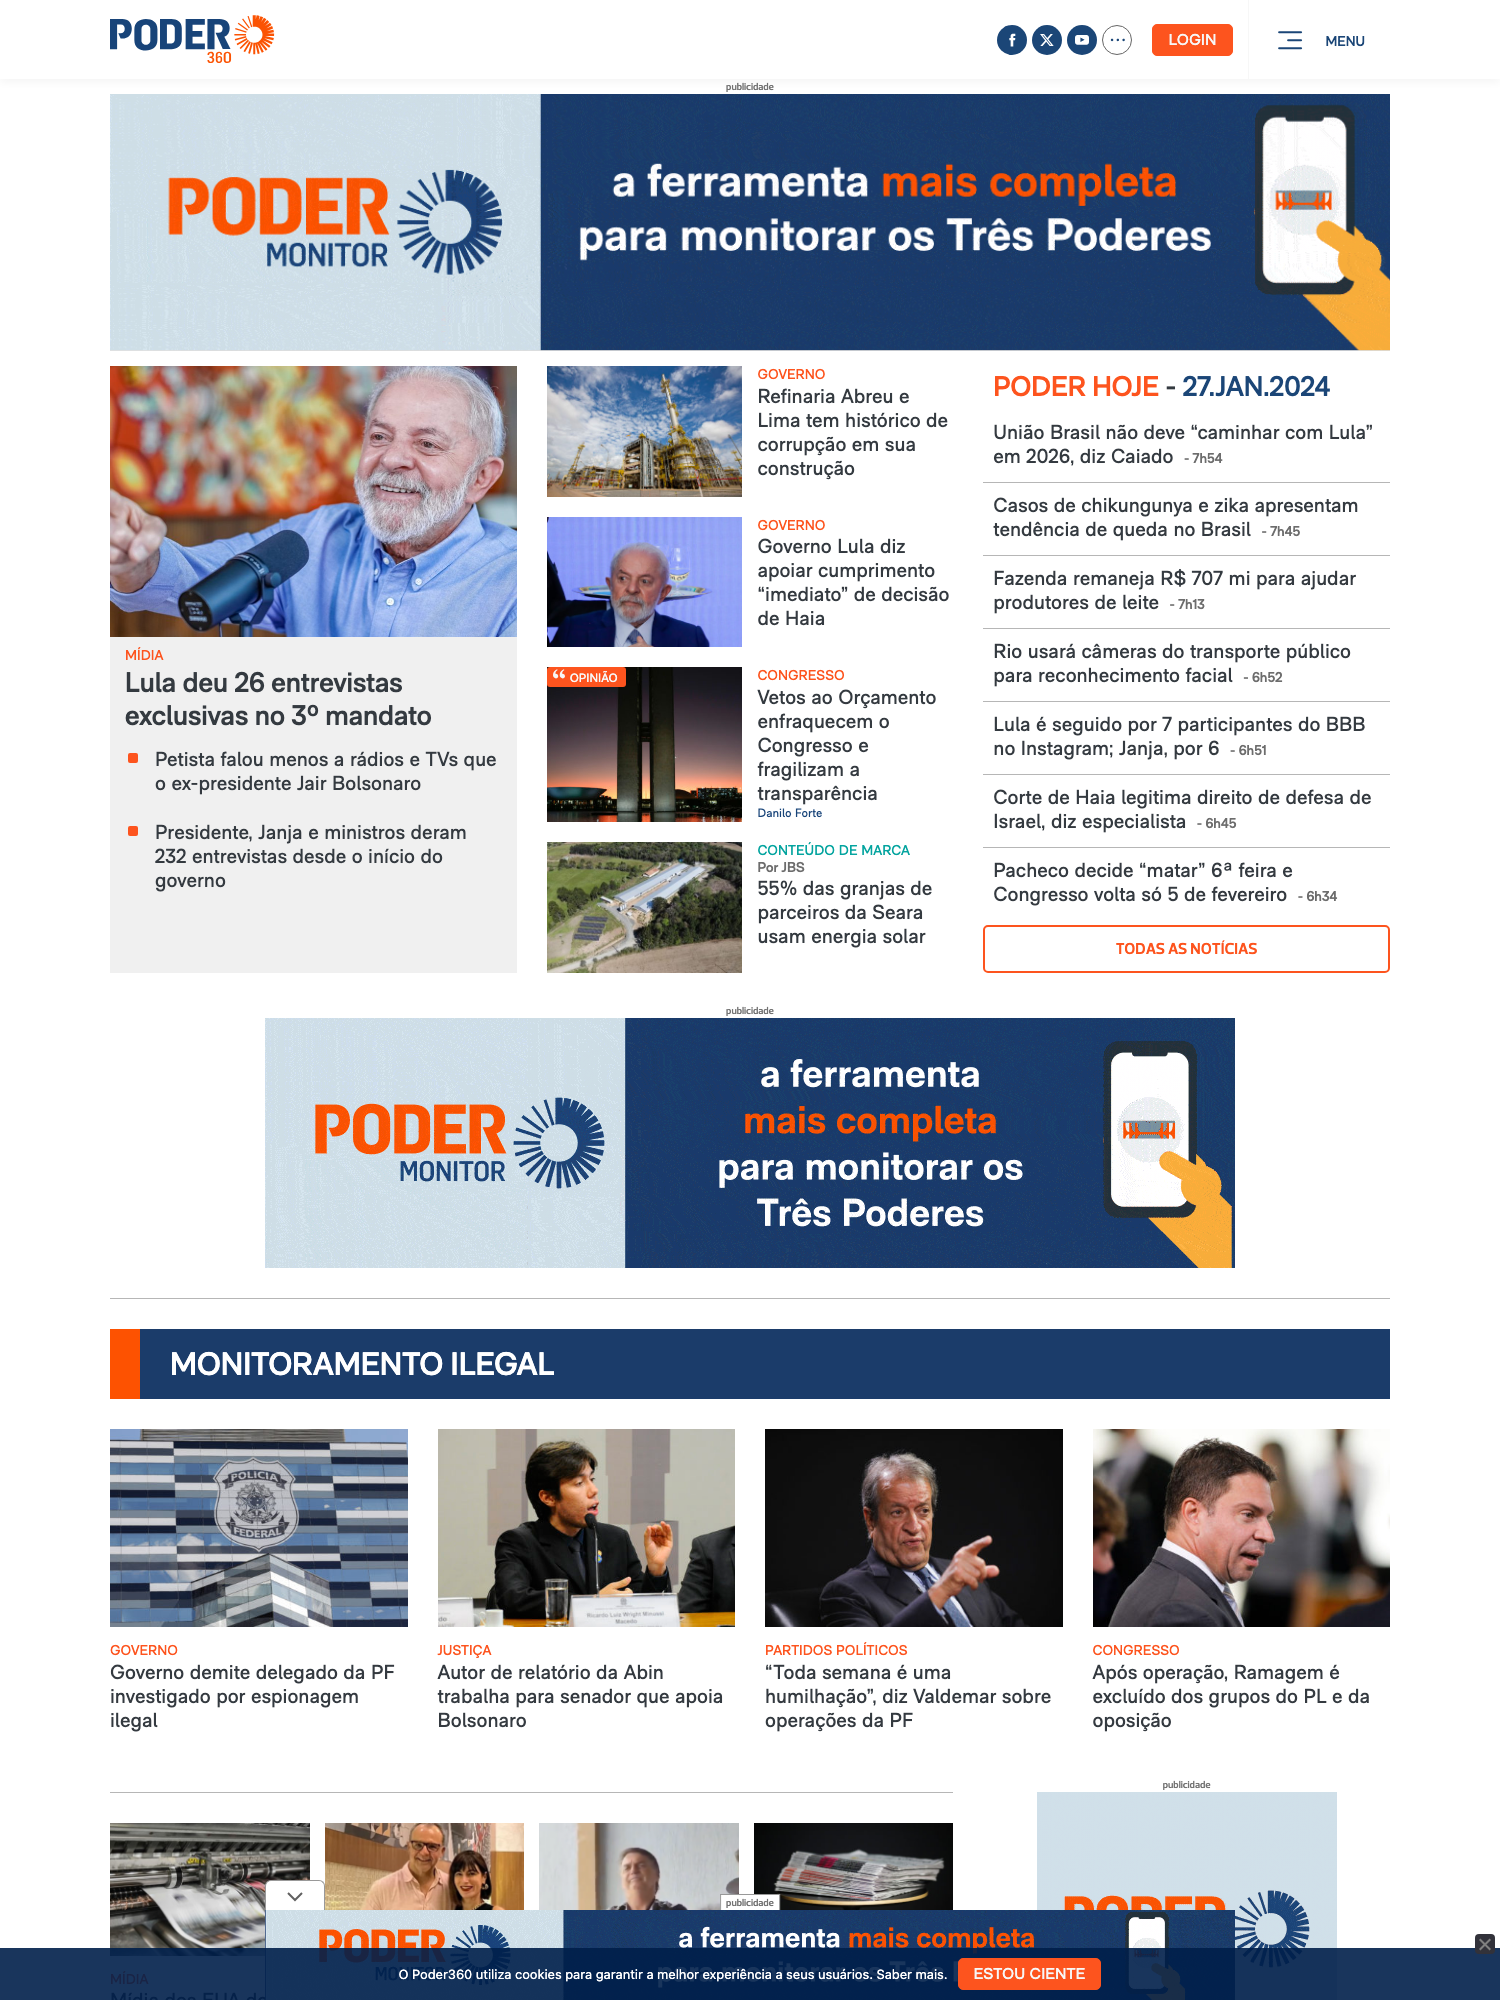 PODER
360
LOGIN
MENU
publicidade
PODER
MONITOR
a ferramenta mais completa
para monitorar os Três Poderes
MÍDIA
Lula deu 26 entrevistas
exclusivas no 3º mandato
Petista falou menos a rádios e TVs que
o ex-presidente Jair Bolsonaro
Presidente, Janja e ministros deram
232 entrevistas desde o início do
governo
GOVERNO
Refinaria Abreu e
Lima tem histórico de
corrupção em sua
construção
GOVERNO
Governo Lula diz
apoiar cumprimento
“imediato” de decisão
de Haia
OPINIÃO
CONGRESSO
Vetos ao Orçamento
enfraquecem o
Congresso e
fragilizam a
transparência
Danilo Forte
CONTEÚDO DE MARCA
Por JBS
55% das granjas de
parceiros da Seara
usam energia solar
PODER HOJE - 27.JAN.2024
União Brasil não deve “caminhar com Lula”
em 2026, diz Caiado - 7h54
Casos de chikungunya e zika apresentam
tendência de queda no Brasil - 7h45
Fazenda remaneja R$ 707 mi para ajudar
produtores de leite - 7h13
Rio usará câmeras do transporte público
para reconhecimento facial - 6h52
Lula é seguido por 7 participantes do BBB
no Instagram; Janja, por 6 - 6h51
Corte de Haia legitima direito de defesa de
Israel, diz especialista - 6h45
Pacheco decide “matar” 6ª feira e
Congresso volta só 5 de fevereiro - 6h34
TODAS AS NOTÍCIAS
publicidade
PODER
MONITOR
a ferramenta
mais completa
para monitorar os
Três Poderes
MONITORAMENTO ILEGAL
POLÍCIA
FEDERAL
Ricardo Luiz Wright Minussi
Macedo
GOVERNO
Governo demite delegado da PF
investigado por espionagem
ilegal
JUSTIÇA
Autor de relatório da Abin
trabalha para senador que apoia
Bolsonaro
PARTIDOS POLÍTICOS
“Toda semana é uma
humilhação”, diz Valdemar sobre
operações da PF
CONGRESSO
Após operação, Ramagem é
excluído dos grupos do PL e da
oposição
publicidade
PODER
publicidade
PODER
a ferramenta mais completa
MÍDIA
Mídia dos EUA de
O Poder360 utiliza cookies para garantir a melhor experiência a seus usuários. Saber mais.
ESTOU CIENTE